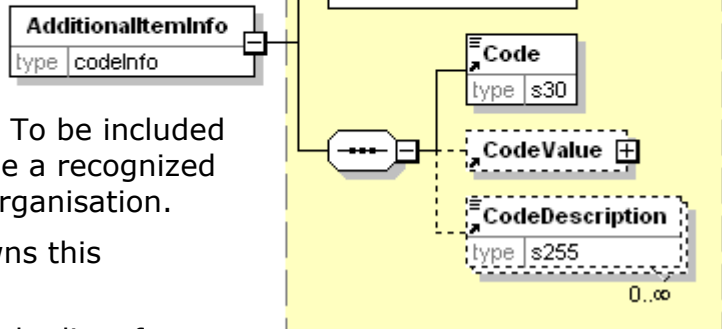 AdditionalItemInfo
type codeInfo
To be included
e a recognized
rganisation.
ns this
Code
type s30
CodeValue
CodeDescription
type s255
0..∞